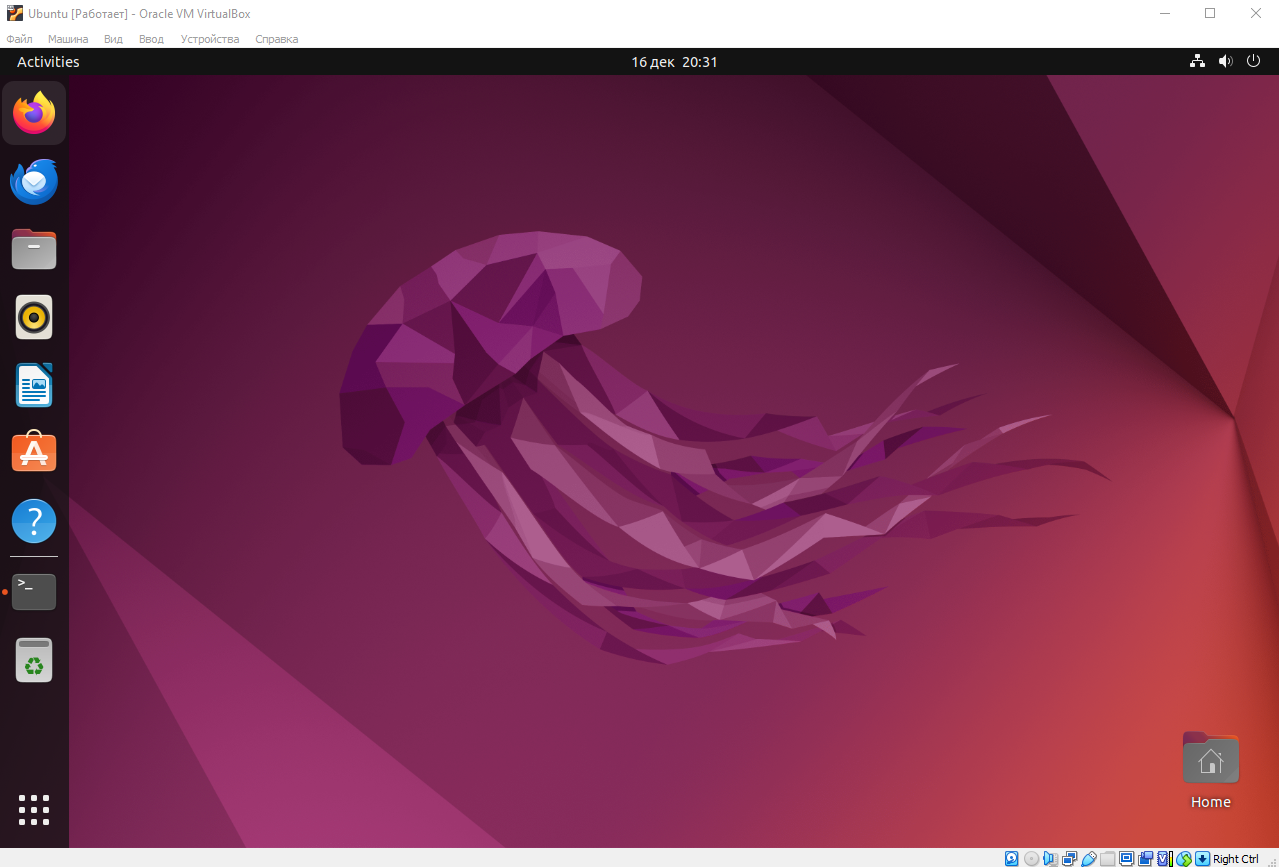 Ubuntu [Работает] - Oracle VM VirtualBox
Файл Машина Вид Ввод Устройства Справка
Activities 16 дек 20:31
>_
?
Home
Right Ctrl